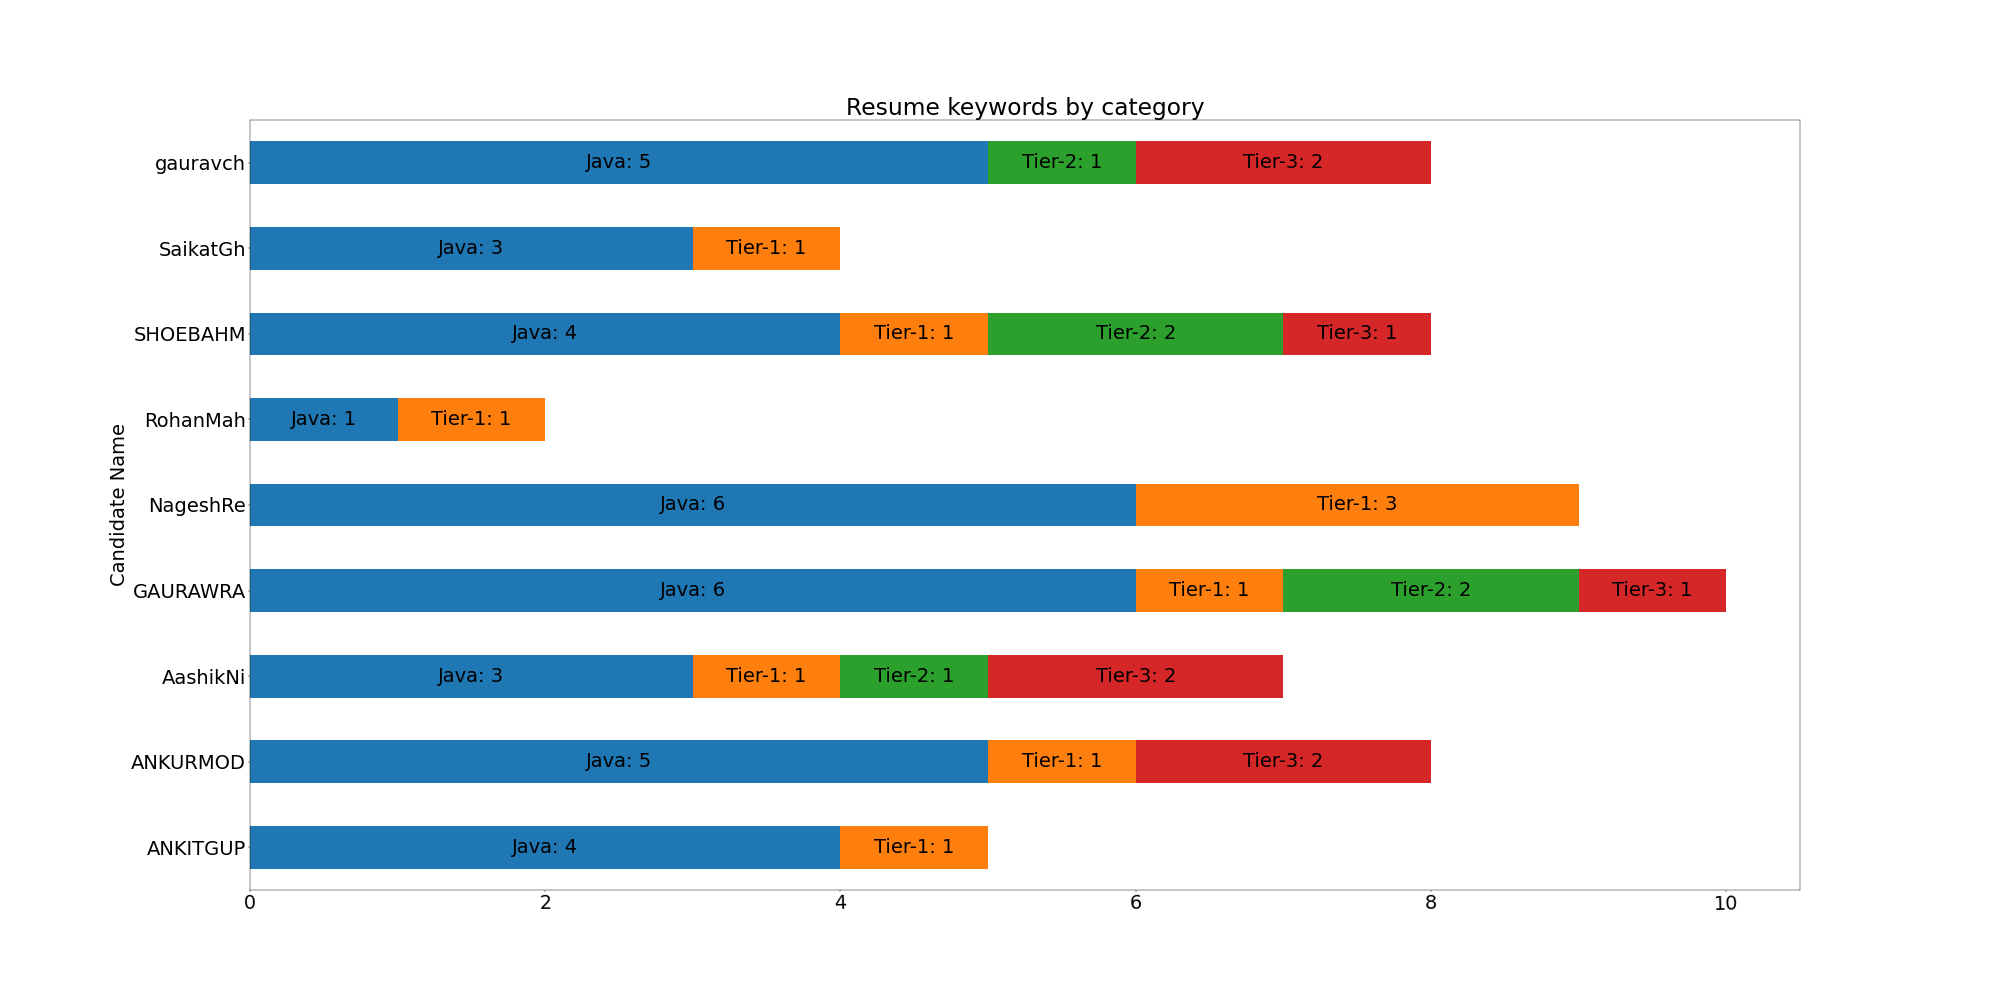 Resume keywords by category
gauravch Java: 5 Tier-2: 1 Tier-3: 2
SaikatGh Java: 3 Tier-1: 1
SHOEBAHM Java: 4 Tier-1: 1 Tier-2: 2 Tier-3: 1
RohanMah Java: 1 Tier-1: 1
Candidate Name
NageshRe Java: 6 Tier-1: 3
GAURAWRA Java: 6 Tier-1: 1 Tier-2: 2 Tier-3: 1
AashikNi Java: 3 Tier-1: 1 Tier-2: 1 Tier-3: 2
ANKURMOD Java: 5 Tier-1: 1 Tier-3: 2
ANKITGUP Java: 4 Tier-1: 1
0 2 4 6 8 10